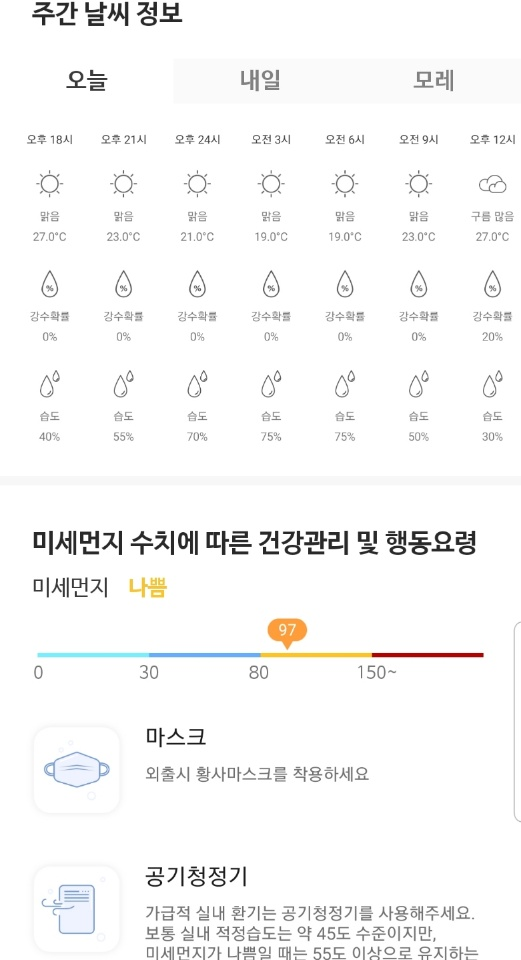 주간 날씨 정보
오늘 내일 모레
오후 18시 오후 21시 오후 24시 오전 3시 오전 6시 오전 9시 오후 12시
맑음 맑음 맑음 맑음 맑음 맑음 구름 많음
27.0°C 23.0°C 21.0°C 19.0°C 19.0°C 23.0°C 27.0°C
% % % % % % %
강수확률 강수확률 강수확률 강수확률 강수확률 강수확률 강수확률
0% 0% 0% 0% 0% 0% 20%
습도 습도 습도 습도 습도 습도 습도
40% 55% 70% 75% 75% 50% 30%
미세먼지 수치에 따른 건강관리 및 행동요령
미세먼지 나쁨
97
0 30 80 150~
마스크
외출시 황사마스크를 착용하세요
공기청정기
가급적 실내 환기는 공기청정기를 사용해주세요.
보통 실내 적정습도는 약 45도 수준이지만,
미세먼지가 나쁨일 때는 55도 이상으로 유지하는